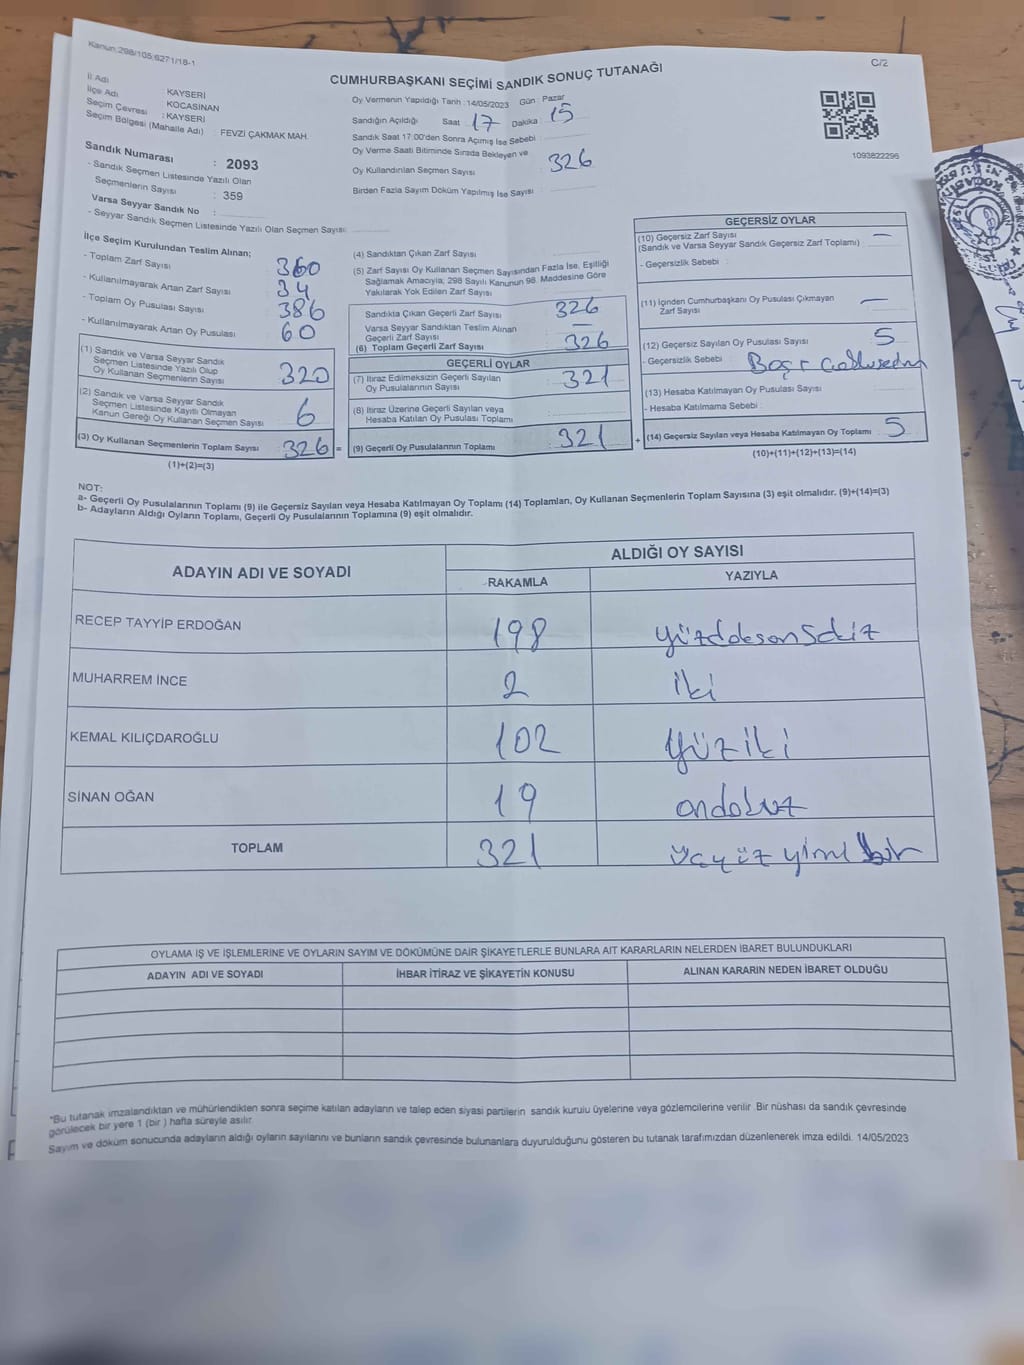 Kanun:298/105;6271/18-1
C/2
CUMHURBAŞKANI SEÇİMİ SANDIK SONUÇ TUTANAĞI
İl Adı : KAYSERİ
İlçe Adı : KOCASİNAN
Seçim Çevresi : KAYSERİ
Seçim Bölgesi (Mahalle Adı) : FEVZİ ÇAKMAK MAH.
Sandık Numarası : 2093
- Sandık Seçmen Listesinde Yazılı Olan
Seçmenlerin Sayısı : 359
Varsa Seyyar Sandık No :
- Seyyar Sandık Seçmen Listesinde Yazılı Olan Seçmen Sayısı:
Oy Vermenin Yapıldığı Tarih : 14/05/2023 Gün : Pazar
Sandığın Açıldığı Saat : 17 Dakika : 15
Sandık Saat 17:00'den Sonra Açılmış İse Sebebi :
Oy Verme Saati Bitiminde Sırada Bekleyen ve
Oy Kullandırılan Seçmen Sayısı : 326
Birden Fazla Sayım Döküm Yapılmış İse Sayısı :
1093822296
İlçe Seçim Kurulundan Teslim Alınan;
- Toplam Zarf Sayısı : 360
- Kullanılmayarak Artan Zarf Sayısı : 34
- Toplam Oy Pusulası Sayısı : 386
- Kullanılmayarak Artan Oy Pusulası : 60
(1) Sandık ve Varsa Seyyar Sandık
Seçmen Listesinde Yazılı Olup
Oy Kullanan Seçmenlerin Sayısı : 320
(2) Sandık ve Varsa Seyyar Sandık
Seçmen Listesinde Kayıtlı Olmayan
Kanun Gereği Oy Kullanan Seçmen Sayısı : 6
(3) Oy Kullanan Seçmenlerin Toplam Sayısı : 326 =
(1)+(2)=(3)
(4) Sandıktan Çıkan Zarf Sayısı :
(5) Zarf Sayısı Oy Kullanan Seçmen Sayısından Fazla İse, Eşitliği
Sağlamak Amacıyla; 298 Sayılı Kanunun 98. Maddesine Göre
Yakılarak Yok Edilen Zarf Sayısı :
Sandıkta Çıkan Geçerli Zarf Sayısı : 326
Varsa Seyyar Sandıktan Teslim Alınan
Geçerli Zarf Sayısı : —
(6) Toplam Geçerli Zarf Sayısı : 326
GEÇERLİ OYLAR
(7) İtiraz Edilmeksizin Geçerli Sayılan
Oy Pusulalarının Sayısı : 321
(8) İtiraz Üzerine Geçerli Sayılan veya
Hesaba Katılan Oy Pusulası Toplamı :
(9) Geçerli Oy Pusulalarının Toplamı : 321 +
GEÇERSİZ OYLAR
(10) Geçersiz Zarf Sayısı : —
(Sandık ve Varsa Seyyar Sandık Geçersiz Zarf Toplamı)
- Geçersizlik Sebebi :
(11) İçinden Cumhurbaşkanı Oy Pusulası Çıkmayan
Zarf Sayısı : —
(12) Geçersiz Sayılan Oy Pusulası Sayısı : 5
- Geçersizlik Sebebi :
(13) Hesaba Katılmayan Oy Pusulası Sayısı :
- Hesaba Katılmama Sebebi :
(14) Geçersiz Sayılan veya Hesaba Katılmayan Oy Toplamı : 5
(10)+(11)+(12)+(13)=(14)
NOT:
a- Geçerli Oy Pusulalarının Toplamı (9) ile Geçersiz Sayılan veya Hesaba Katılmayan Oy Toplamı (14) Toplamları, Oy Kullanan Seçmenlerin Toplam Sayısına (3) eşit olmalıdır. (9)+(14)=(3)
b- Adayların Aldığı Oyların Toplamı, Geçerli Oy Pusulalarının Toplamına (9) eşit olmalıdır.
ADAYIN ADI VE SOYADI
ALDIĞI OY SAYISI
RAKAMLA YAZIYLA
RECEP TAYYİP ERDOĞAN 198 yüzdoksansekiz
MUHARREM İNCE 2 iki
KEMAL KILIÇDAROĞLU 102 yüziki
SİNAN OĞAN 19 ondokuz
TOPLAM 321 üçyüz yirmi bir
OYLAMA İŞ VE İŞLEMLERİNE VE OYLARIN SAYIM VE DÖKÜMÜNE DAİR ŞİKAYETLERLE BUNLARA AİT KARARLARIN NELERDEN İBARET BULUNDUKLARI
ADAYIN ADI VE SOYADI İHBAR İTİRAZ VE ŞİKAYETİN KONUSU ALINAN KARARIN NEDEN İBARET OLDUĞU
"Bu tutanak imzalandıktan ve mühürlendikten sonra seçime katılan adayların ve talep eden siyasi partilerin sandık kurulu üyelerine veya gözlemcilerine verilir. Bir nüshası da sandık çevresinde
görülecek bir yere 1 (bir ) hafta süreyle asılır.
Sayım ve döküm sonucunda adayların aldığı oyların sayılarını ve bunların sandık çevresinde bulunanlara duyurulduğunu gösteren bu tutanak tarafımızdan düzenlenerek imza edildi. 14/05/2023